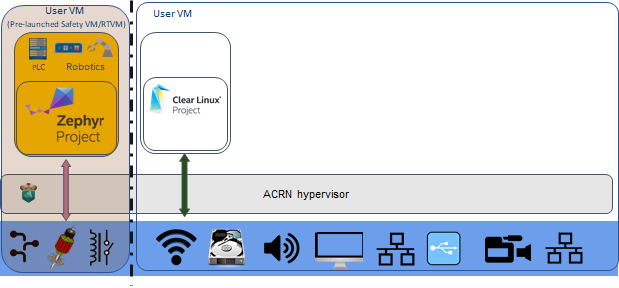 User VM
(Pre-launched Safety VM/RTVM)
PLC
Robotics
Zephyr
Project
User VM
Clear Linux*
Project
ACRN hypervisor